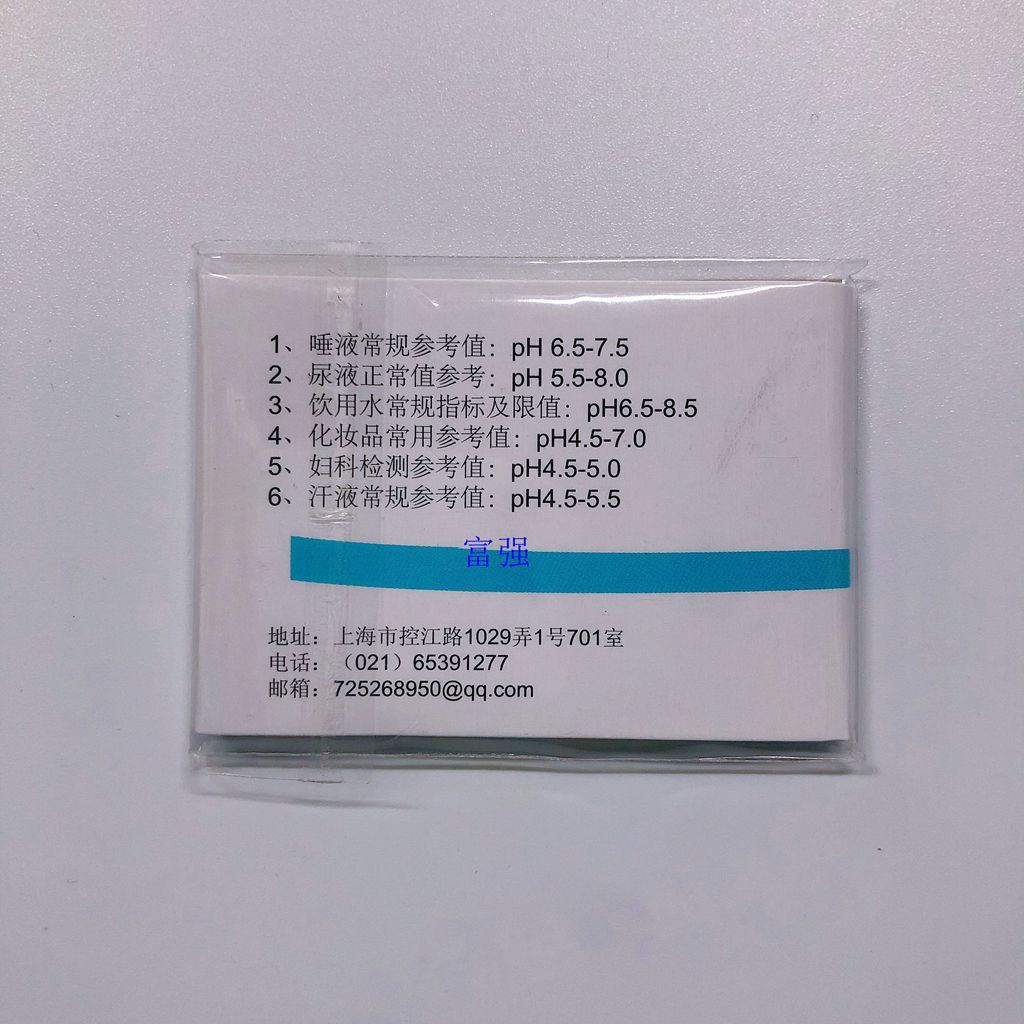 1、唾液常规参考值：pH 6.5-7.5
2、尿液正常值参考：pH 5.5-8.0
3、饮用水常规指标及限值：pH6.5-8.5
4、化妆品常用参考值：pH4.5-7.0
5、妇科检测参考值：pH4.5-5.0
6、汗液常规参考值：pH4.5-5.5
富强
地址：上海市控江路1029弄1号701室
电话：（021）65391277
邮箱：725268950@qq.com